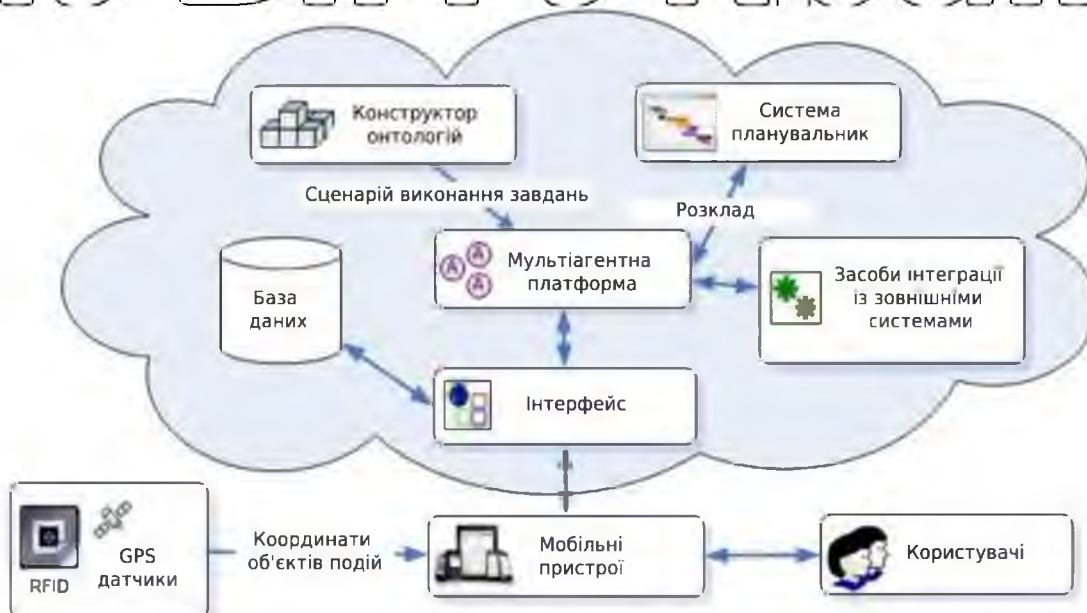 Конструктор
онтологій
Система
планувальник
Сценарій виконання завдань
Розклад
Мультіагентна
платформа
База
даних
Засоби інтеграції
із зовнішніми
системами
Інтерфейс
RFID
GPS
датчики
Координати
об'єктів подій
Мобільні
пристрої
Користувачі